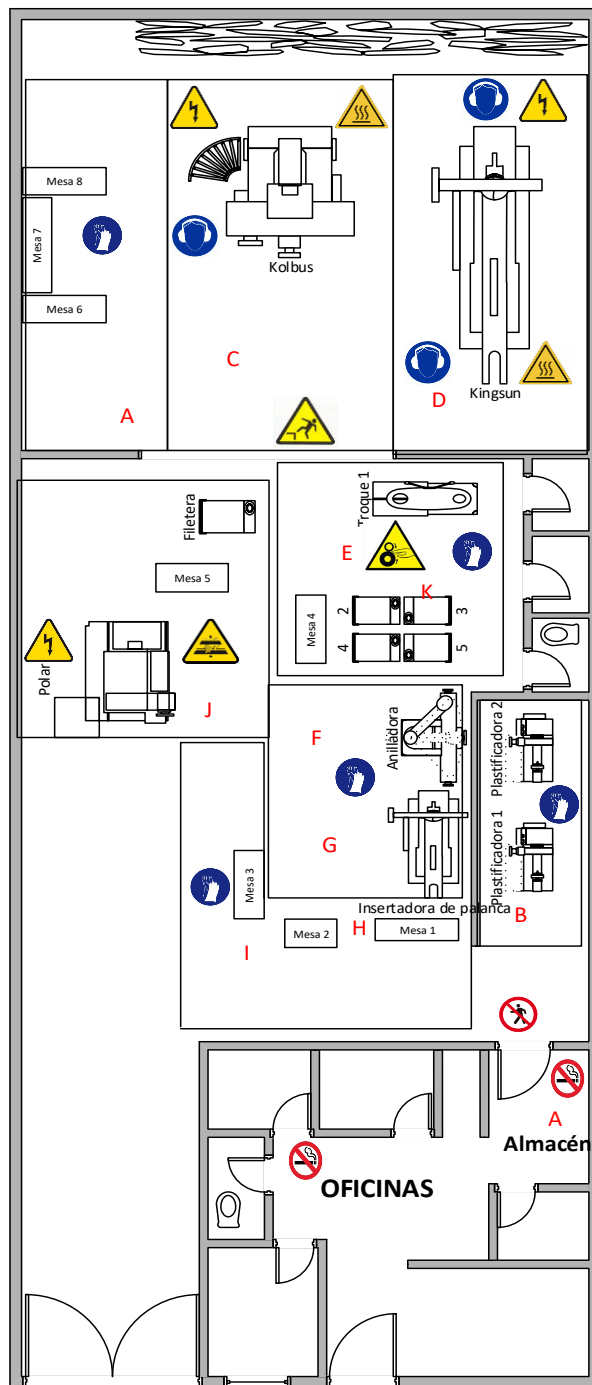 Mesa 8
Mesa 7
Mesa 6
A
Kolbus
C
Kingsun
D
Filetera
Mesa 5
Polar
J
Troque 1
E
K
Mesa 4
2
3
4
5
F
Anilladora
G
Plastificadora 2
Plastificadora 1
B
Insertadora de palanca
Mesa 3
Mesa 2
H
Mesa 1
I
A
Almacén
OFICINAS